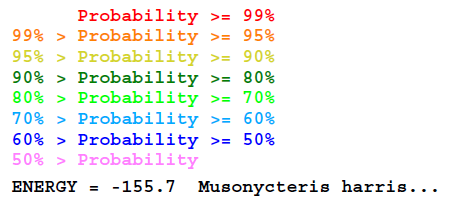 Probability >= 99%
99% > Probability >= 95%
95% > Probability >= 90%
90% > Probability >= 80%
80% > Probability >= 70%
70% > Probability >= 60%
60% > Probability >= 50%
50% > Probability
ENERGY = -155.7 Musonycteris harris...